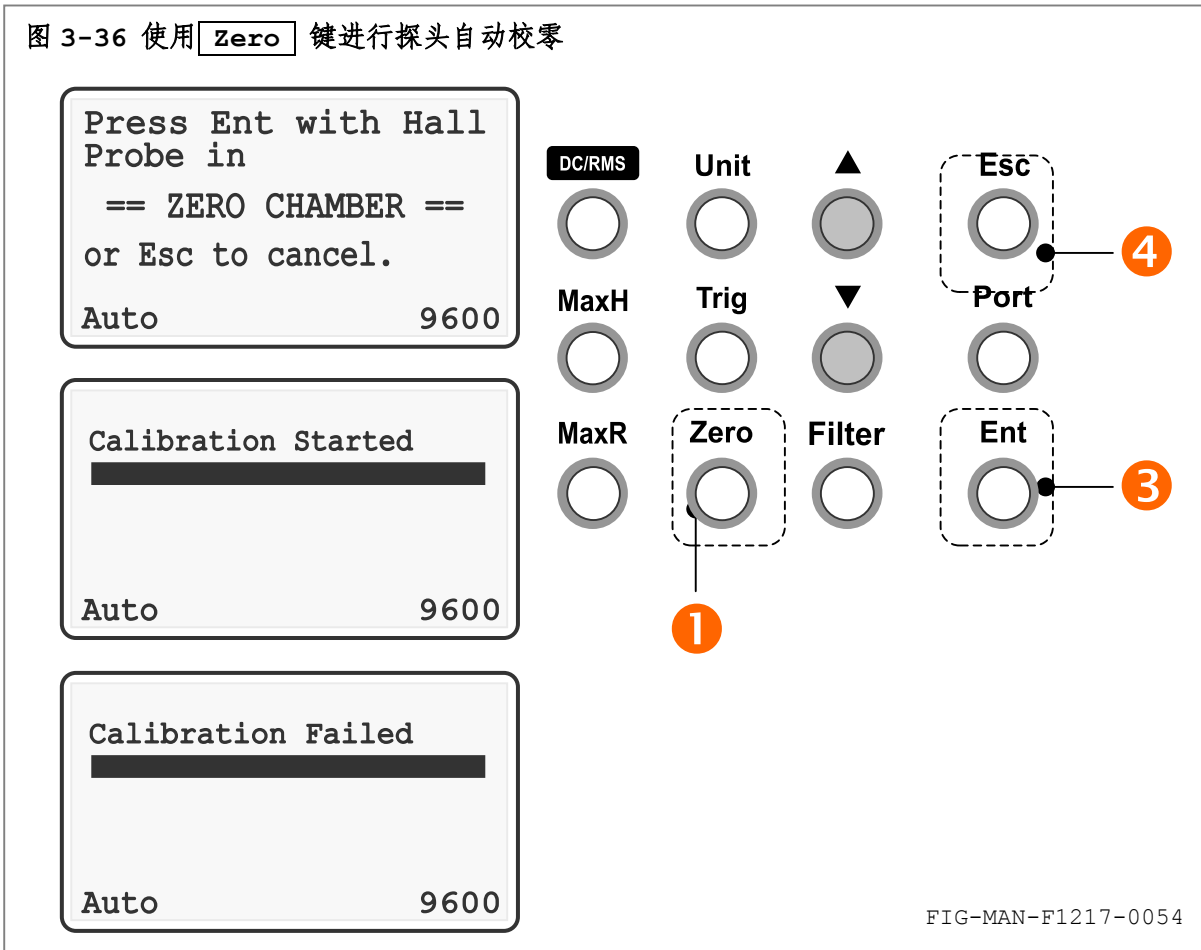 图 3-36 使用 Zero 键进行探头自动校零
Press Ent with Hall
Probe in
== ZERO CHAMBER ==
or Esc to cancel.
Auto 9600
Calibration Started
Auto 9600
Calibration Failed
Auto 9600
DC/RMS Unit ▲ Esc
4
MaxH Trig ▼ Port
MaxR Zero Filter Ent
3
1
FIG-MAN-F1217-0054